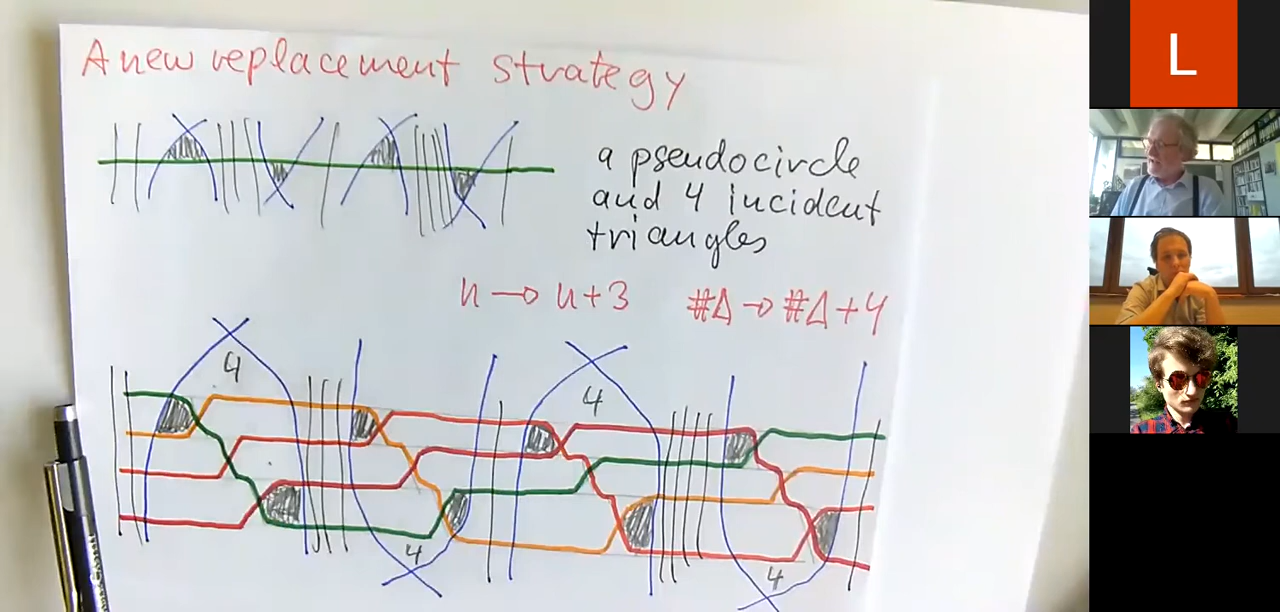 A new replacement strategy
a pseudocircle
and 4 incident
triangles
n → n+3 #Δ → #Δ+4
4
4
4
4
L